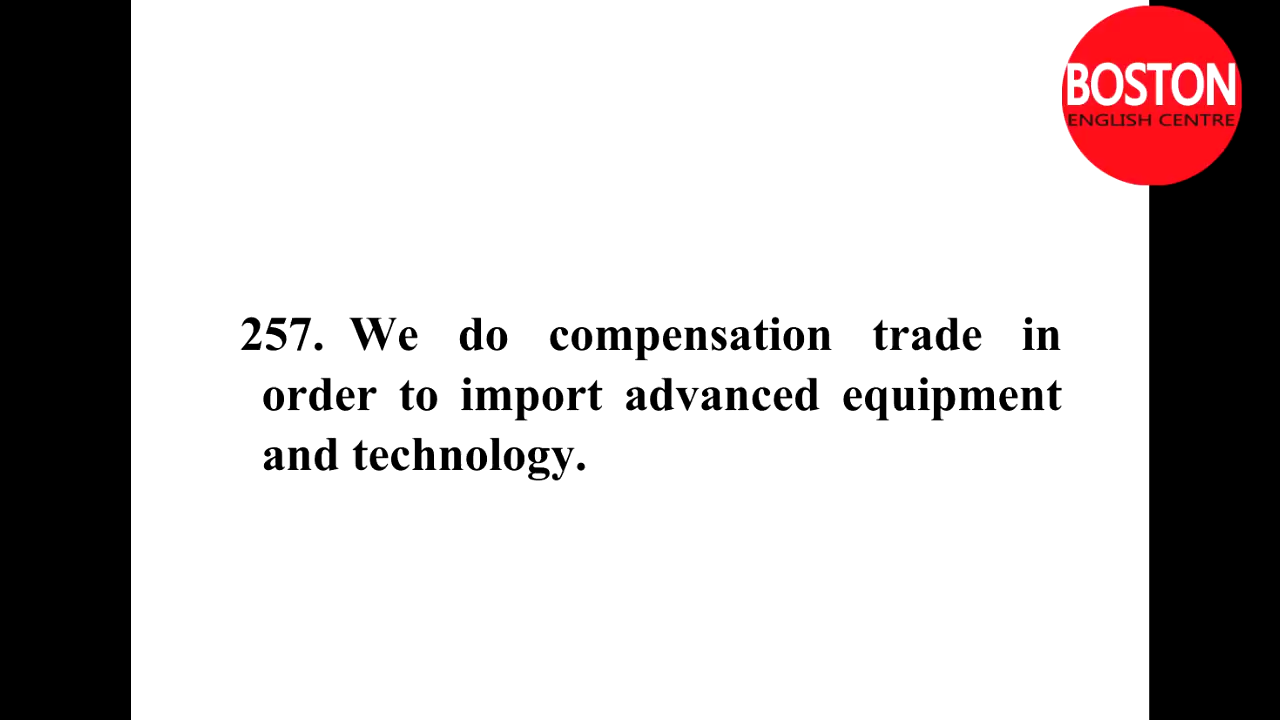 BOSTON
ENGLISH CENTRE
257. We do compensation trade in
order to import advanced equipment
and technology.